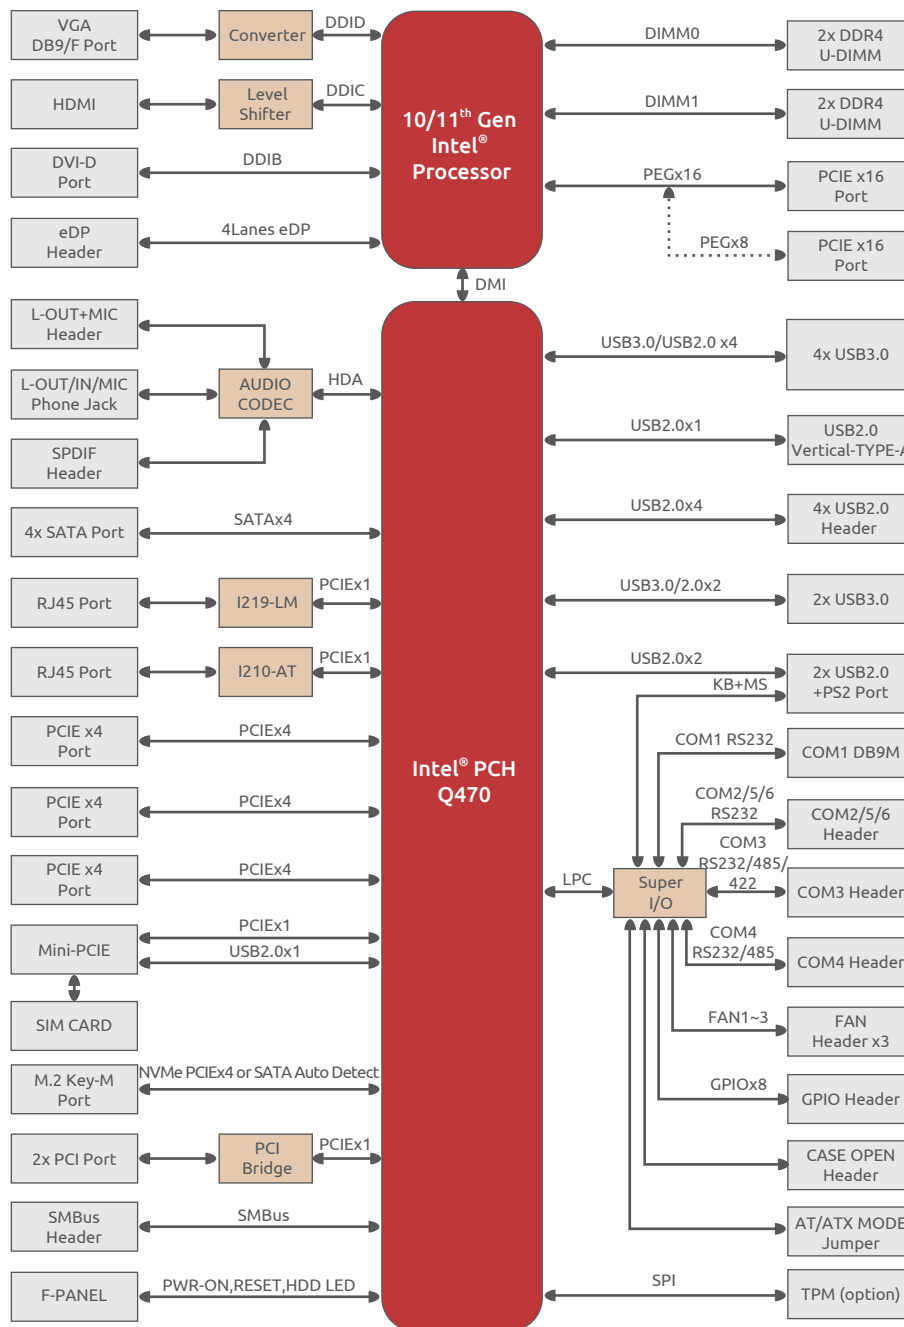 VGA
DB9/F Port
Converter
DDID
HDMI
Level
Shifter
DDIC
DVI-D
Port
DDIB
eDP
Header
4Lanes eDP
10/11th Gen
Intel®
Processor
DIMM0
2x DDR4
U-DIMM
DIMM1
2x DDR4
U-DIMM
PEGx16
PCIE x16
Port
PEGx8
PCIE x16
Port
DMI
L-OUT+MIC
Header
L-OUT/IN/MIC
Phone Jack
AUDIO
CODEC
HDA
SPDIF
Header
4x SATA Port
SATAx4
RJ45 Port
I219-LM
PCIEx1
RJ45 Port
I210-AT
PCIEx1
PCIE x4
Port
PCIEx4
PCIE x4
Port
PCIEx4
PCIE x4
Port
PCIEx4
Mini-PCIE
PCIEx1
USB2.0x1
SIM CARD
M.2 Key-M
Port
NVMe PCIEx4 or SATA Auto Detect
2x PCI Port
PCI
Bridge
PCIEx1
SMBus
Header
SMBus
F-PANEL
PWR-ON,RESET,HDD LED
Intel® PCH
Q470
USB3.0/USB2.0 x4
4x USB3.0
USB2.0x1
USB2.0
Vertical-TYPE-A
USB2.0x4
4x USB2.0
Header
USB3.0/2.0x2
2x USB3.0
USB2.0x2
KB+MS
2x USB2.0
+PS2 Port
COM1 RS232
COM1 DB9M
COM2/5/6
RS232
COM2/5/6
Header
COM3
RS232/485/
422
COM3 Header
LPC
Super
I/O
COM4
RS232/485
COM4 Header
FAN1~3
FAN
Header x3
GPIOx8
GPIO Header
CASE OPEN
Header
AT/ATX MODE
Jumper
SPI
TPM (option)